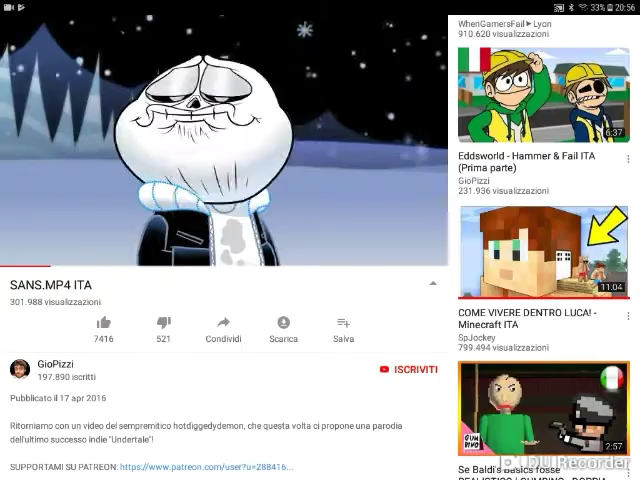 33% 20:56
WhenGamersFail ▸ Lyon
910.620 visualizzazioni
6:37
Eddsworld - Hammer & Fail ITA
(Prima parte)
GioPizzi
231.936 visualizzazioni
11:04
COME VIVERE DENTRO LUCA! -
Minecraft ITA
SpJockey
799.494 visualizzazioni
GUM
BINO
2:57
Se Baldi's Basics fosse
DU Recorder
SANS.MP4 ITA
301.988 visualizzazioni
7416
521
Condividi
Scarica
Salva
GioPizzi
197.890 iscritti
ISCRIVITI
Pubblicato il 17 apr 2016
Ritorniamo con un video del sempremitico hotdiggedydemon, che questa volta ci propone una parodia
dell'ultimo successo indie "Undertale"!
SUPPORTAMI SU PATREON: https://www.patreon.com/user?u=288416...